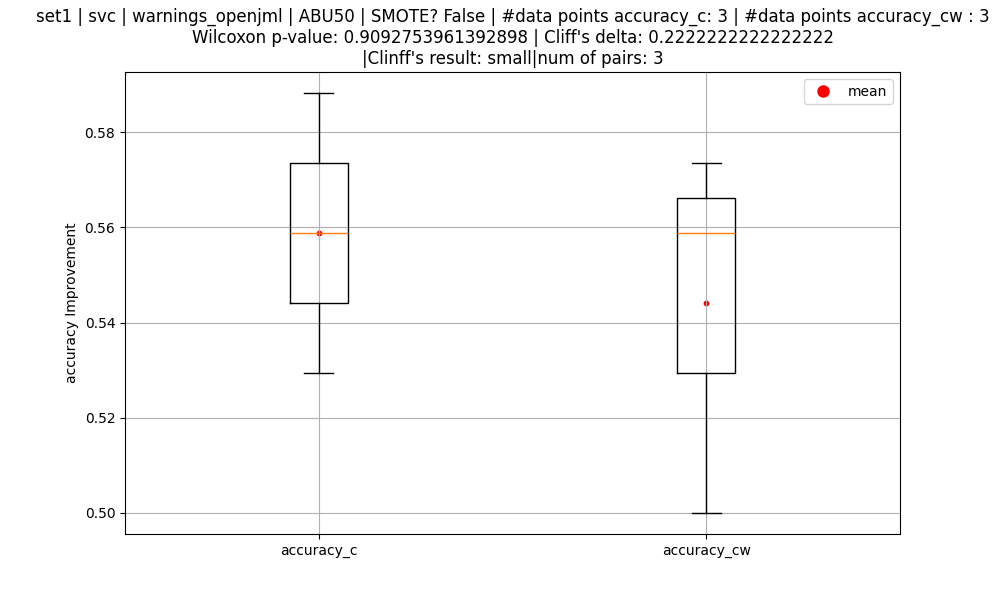 set1 | svc | warnings_openjml | ABU50 | SMOTE? False | #data points accuracy_c: 3 | #data points accuracy_cw : 3
Wilcoxon p-value: 0.9092753961392898 | Cliff's delta: 0.2222222222222222
|Clinff's result: small|num of pairs: 3
mean
0.58
0.56
0.54
0.52
0.50
accuracy Improvement
accuracy_c
accuracy_cw